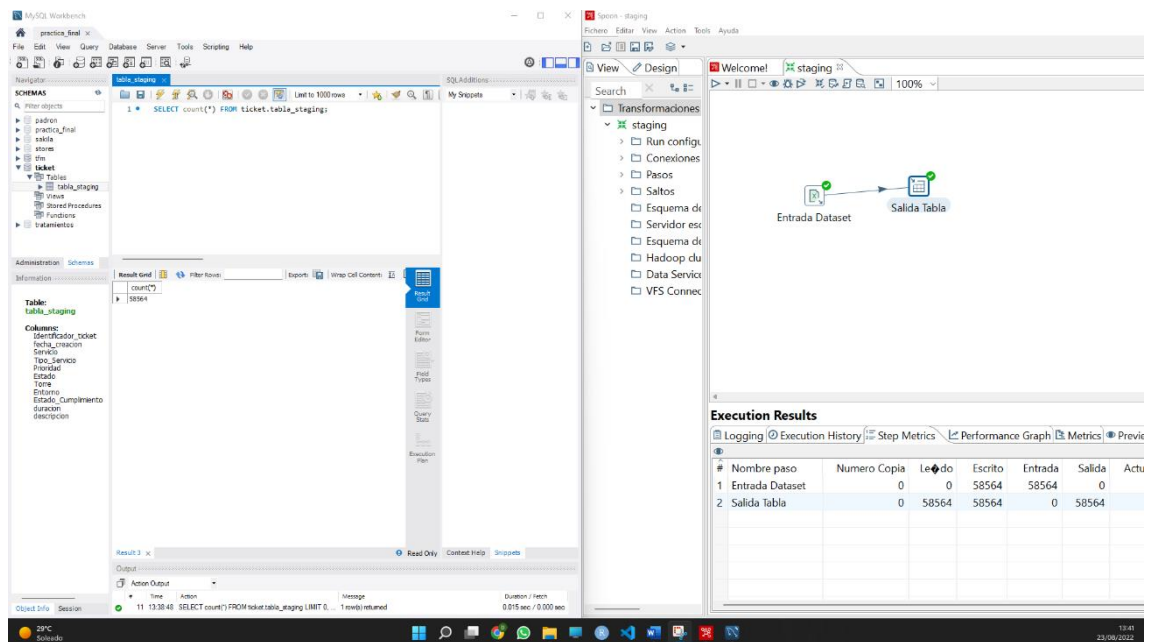 MySQL Workbench
practica_final ×
File Edit View Query Database Server Tools Scripting Help
Navigator
SCHEMAS
Filter objects
padron
practica_final
sakila
stores
tfm
ticket
Tables
tabla_staging
Views
Stored Procedures
Functions
tratamientos
Administration Schemas
Information
Table:
tabla_staging
Columns:
Identificador_ticket
fecha_creacion
Servicio
Tipo_Servicio
Prioridad
Estado
Torre
Entorno
Estado_Cumplimiento
duracion
descripcion
Object Info Session
tabla_staging ×
Limit to 1000 rows
1 SELECT count(*) FROM ticket.tabla_staging;
Result Grid Filter Rows: Export: Wrap Cell Content:
count(*)
58564
Result Grid
Form Editor
Field Types
Query Stats
Execution Plan
Result 3 × Read Only
SQLAdditions
My Snippets
Context Help Snippets
Output
Action Output
# Time Action Message Duration / Fetch
11 13:38:48 SELECT count(*) FROM ticket.tabla_staging LIMIT 0, ... 1 row(s) returned 0.015 sec / 0.000 sec
Spoon - staging
Fichero Editar View Action Tools Ayuda
View Design
Search
Transformaciones
staging
Run configu
Conexiones
Pasos
Saltos
Esquema de
Servidor esc
Esquema de
Hadoop clu
Data Service
VFS Connec
Welcome! staging
100%
Entrada Dataset
Salida Tabla
Execution Results
Logging Execution History Step Metrics Performance Graph Metrics Previe
# Nombre paso Numero Copia Le�do Escrito Entrada Salida Actu
1 Entrada Dataset 0 0 58564 58564 0
2 Salida Tabla 0 58564 58564 0 58564
29°C
Soleado
13:41
23/08/2022